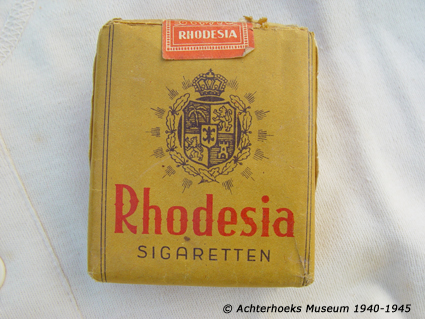 RHODESIA
Rhodesia
SIGARETTEN
© Achterhoeks Museum 1940-1945